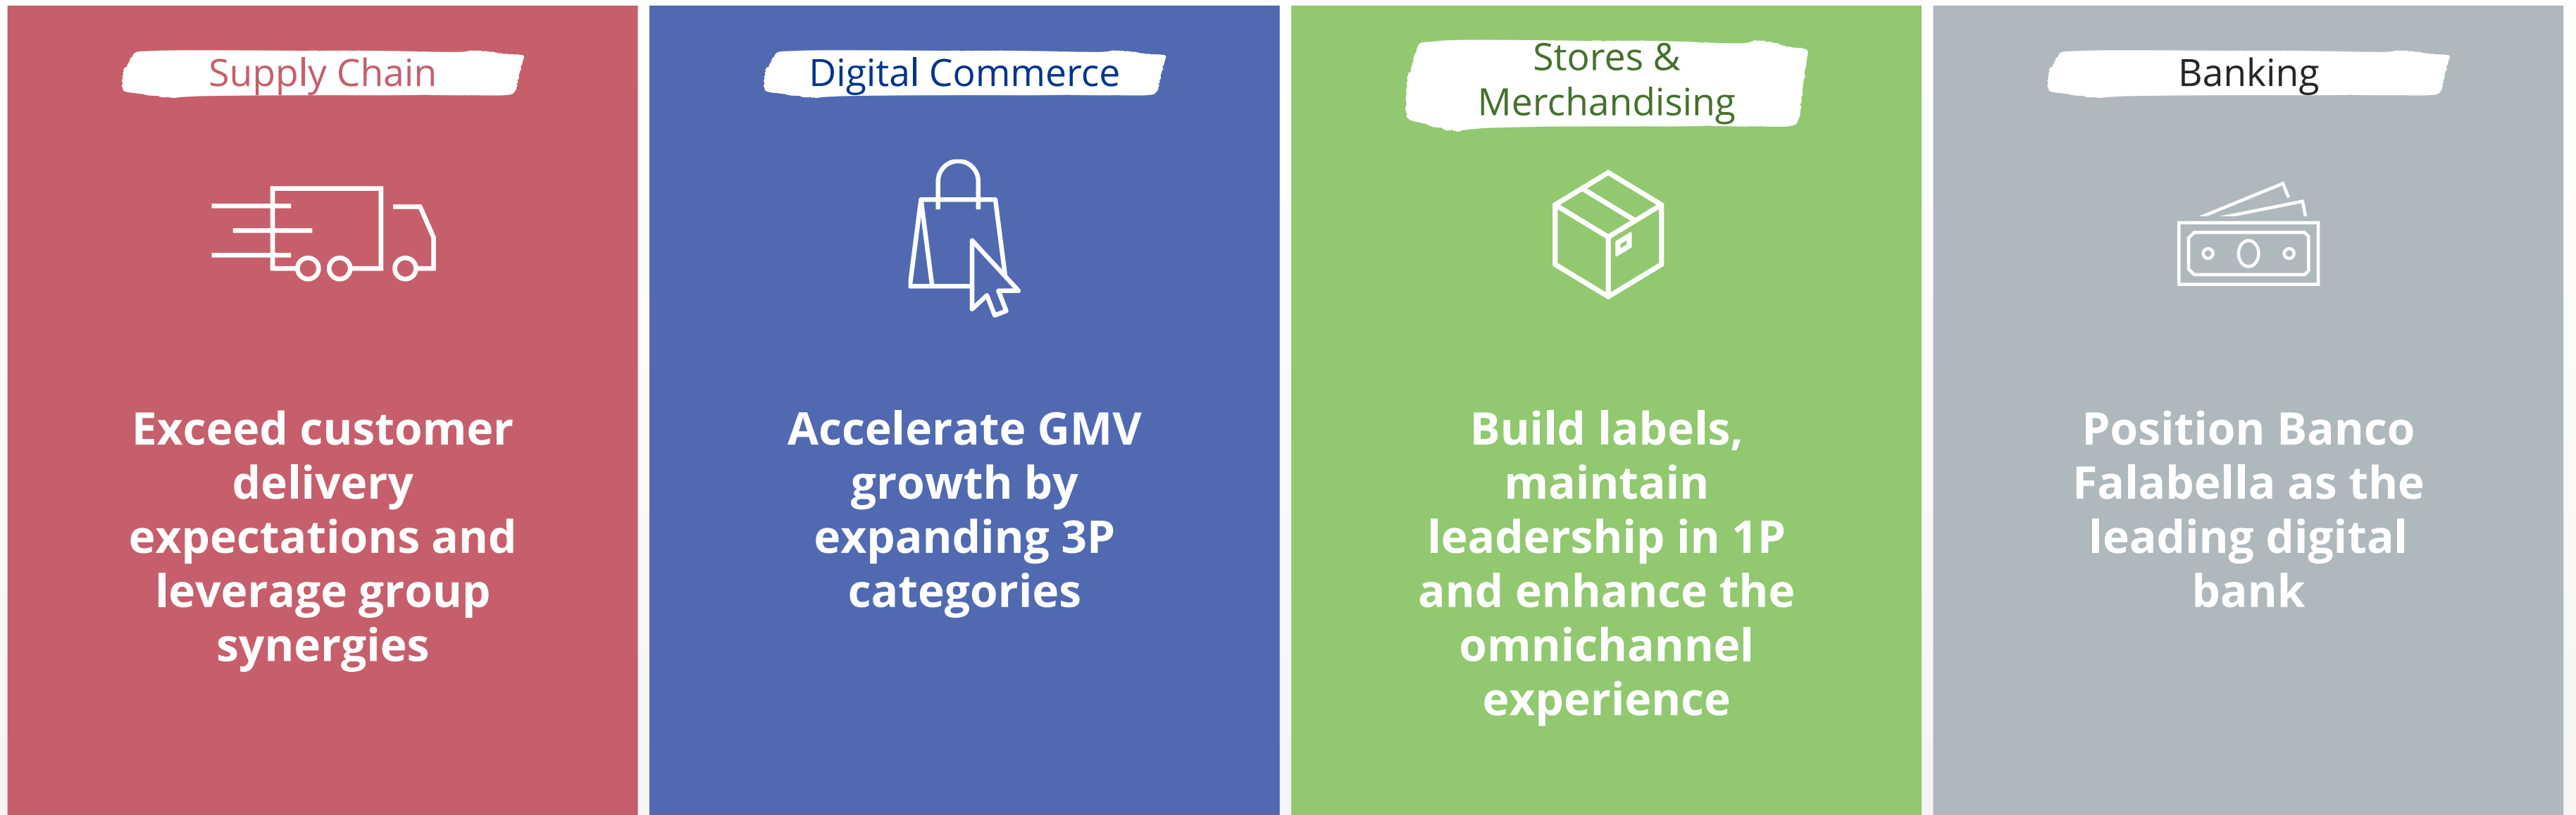 Supply Chain
Exceed customer
delivery
expectations and
leverage group
synergies
Digital Commerce
Accelerate GMV
growth by
expanding 3P
categories
Stores &
Merchandising
Build labels,
maintain
leadership in 1P
and enhance the
omnichannel
experience
Banking
Position Banco
Falabella as the
leading digital
bank